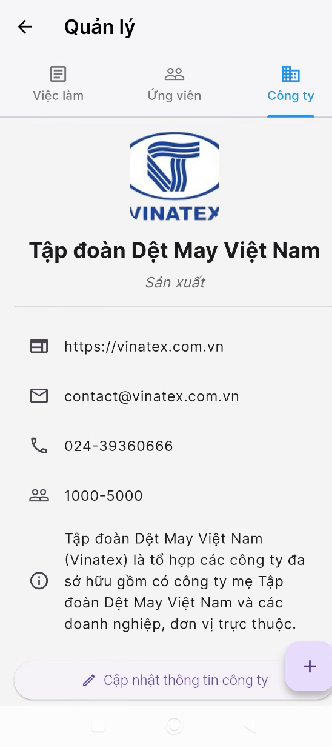 Quản lý
Việc làm
Ứng viên
Công ty
VINATEX
Tập đoàn Dệt May Việt Nam
Sản xuất
https://vinatex.com.vn
contact@vinatex.com.vn
024-39360666
1000-5000
Tập đoàn Dệt May Việt Nam
(Vinatex) là tổ hợp các công ty đa
sở hữu gồm có công ty mẹ Tập
đoàn Dệt May Việt Nam và các
doanh nghiệp, đơn vị trực thuộc.
Cập nhật thông tin công ty